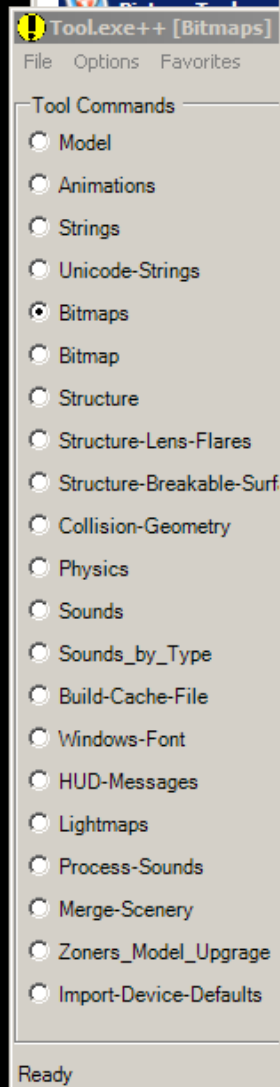 Tool.exe++ [Bitmaps]
File Options Favorites
Tool Commands
Model
Animations
Strings
Unicode-Strings
Bitmaps
Bitmap
Structure
Structure-Lens-Flares
Structure-Breakable-Surf
Collision-Geometry
Physics
Sounds
Sounds_by_Type
Build-Cache-File
Windows-Font
HUD-Messages
Lightmaps
Process-Sounds
Merge-Scenery
Zoners_Model_Upgrage
Import-Device-Defaults
Ready